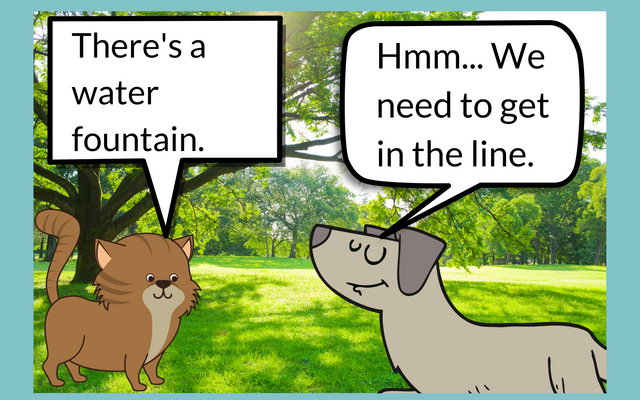 There's a
water
fountain.
Hmm... We
need to get
in the line.